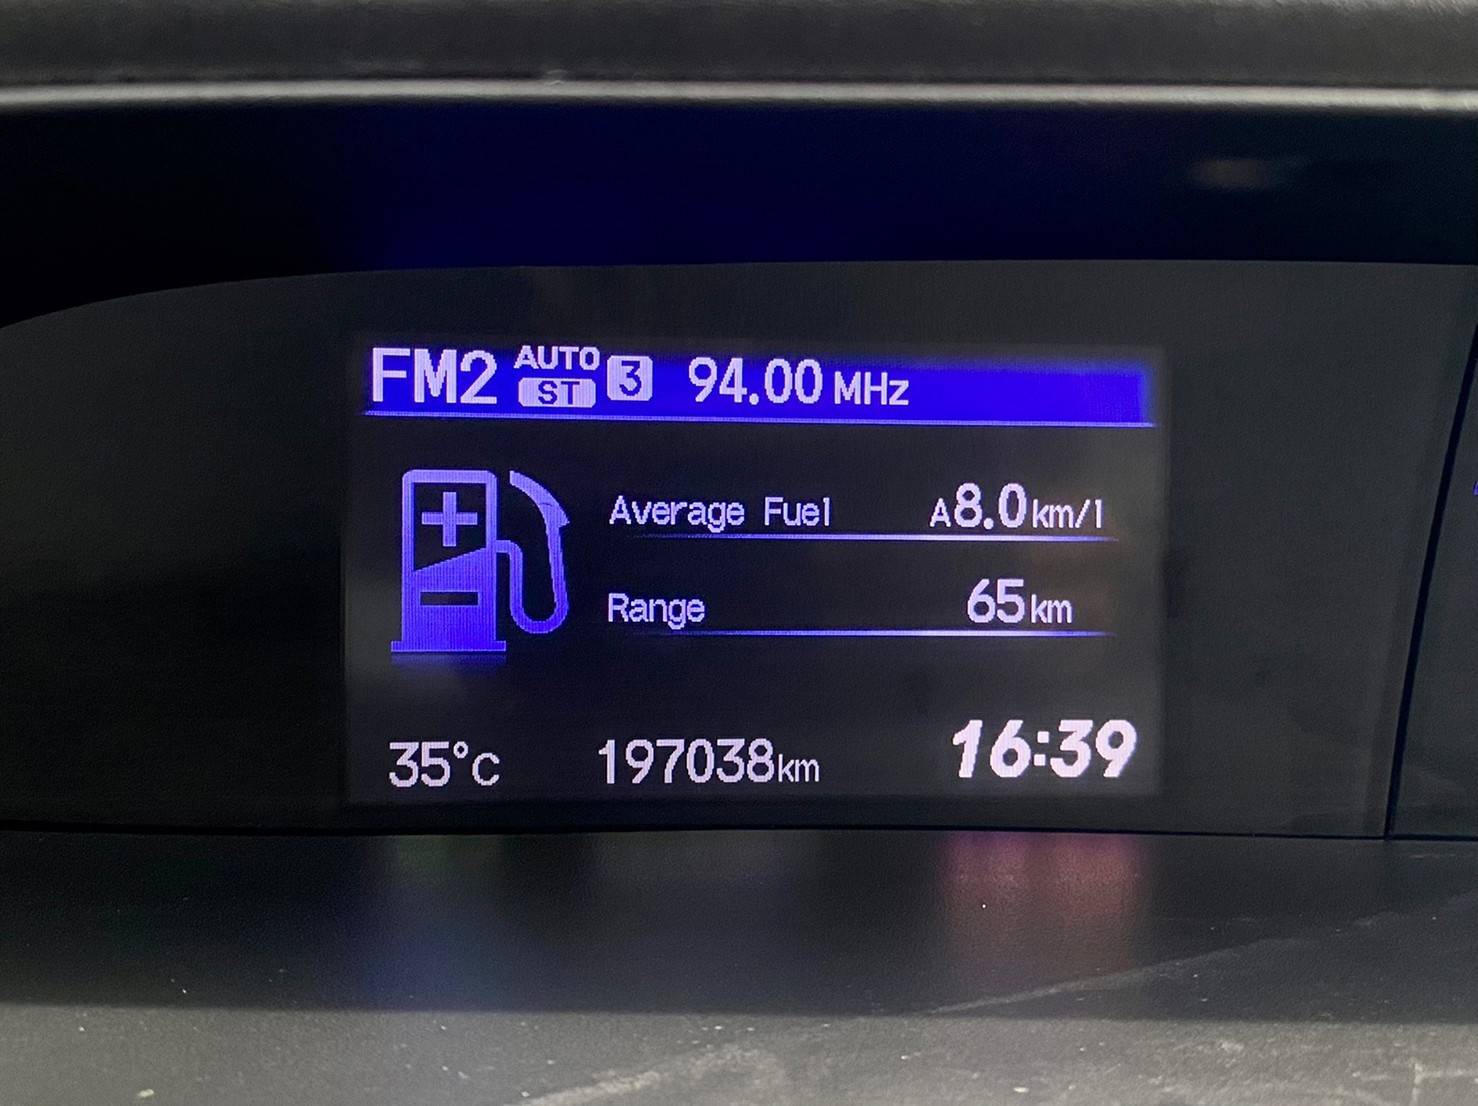 FM2 AUTO ST 3 94.00 MHz
Average Fuel A8.0km/l
Range 65km
35°C 197038km 16:39